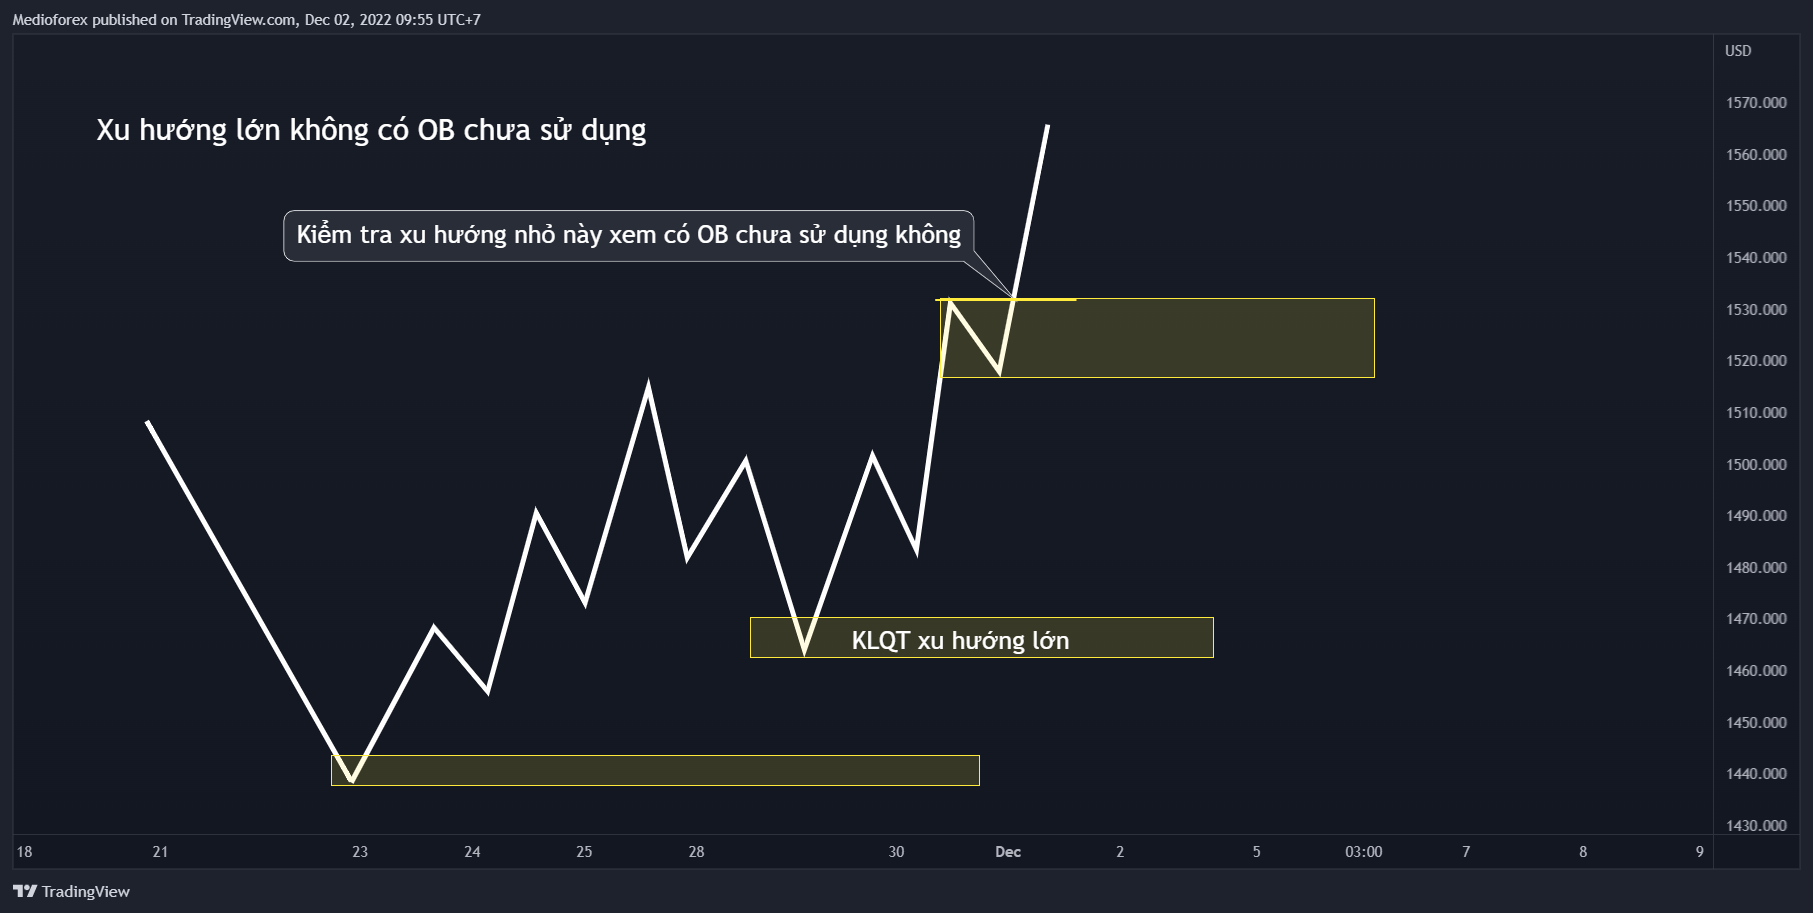 Medioforex published on TradingView.com, Dec 02, 2022 09:55 UTC+7
USD
Xu hướng lớn không có OB chưa sử dụng
Kiểm tra xu hướng nhỏ này xem có OB chưa sử dụng không
KLQT xu hướng lớn
1570.000
1560.000
1550.000
1540.000
1530.000
1520.000
1510.000
1500.000
1490.000
1480.000
1470.000
1460.000
1450.000
1440.000
1430.000
18 21 23 24 25 28 30 Dec 2 5 03:00 7 8 9
TradingView